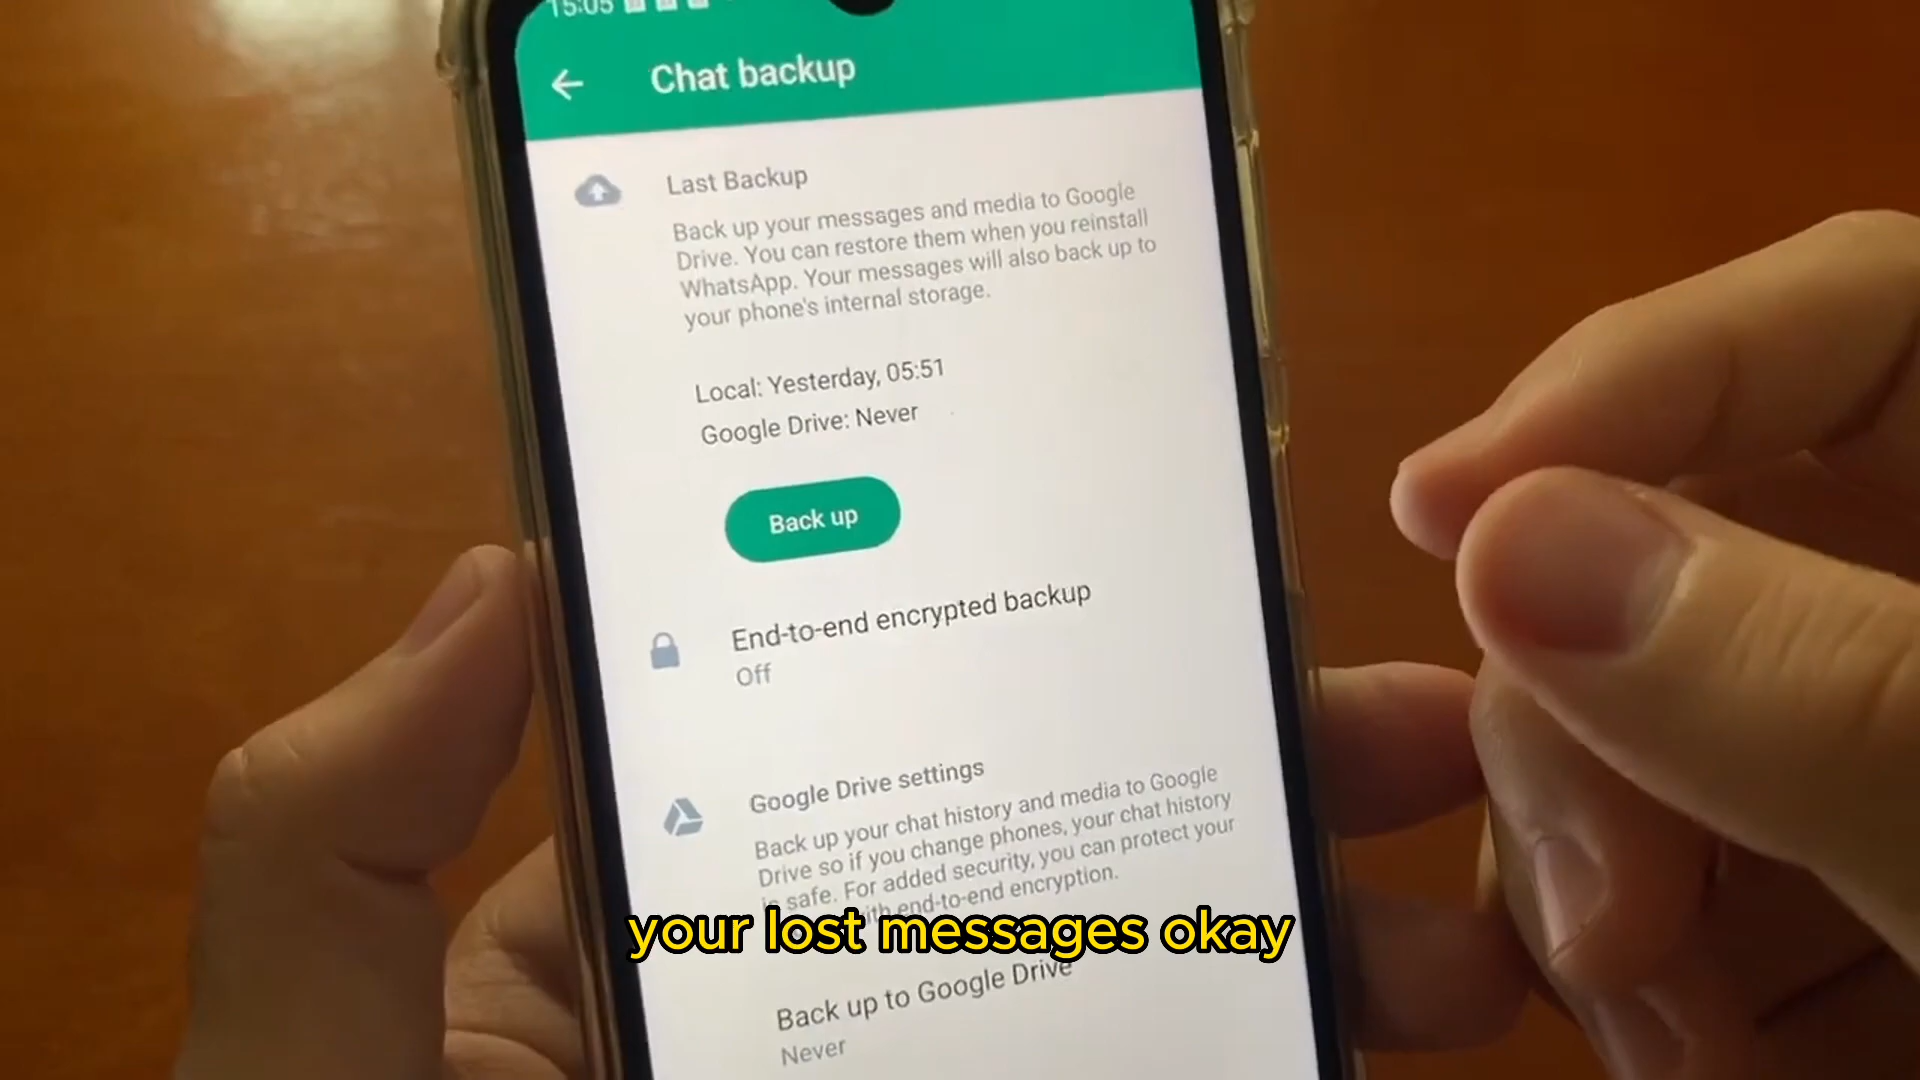 15:05
Chat backup
Last Backup
Back up your messages and media to Google
Drive. You can restore them when you reinstall
WhatsApp. Your messages will also back up to
your phone's internal storage.
Local: Yesterday, 05:51
Google Drive: Never
Back up
End-to-end encrypted backup
Off
Google Drive settings
Back up your chat history and media to Google
Drive so if you change phones, your chat history
is safe. For added security, you can protect your
with end-to-end encryption.
your lost messages okay
Back up to Google Drive
Never